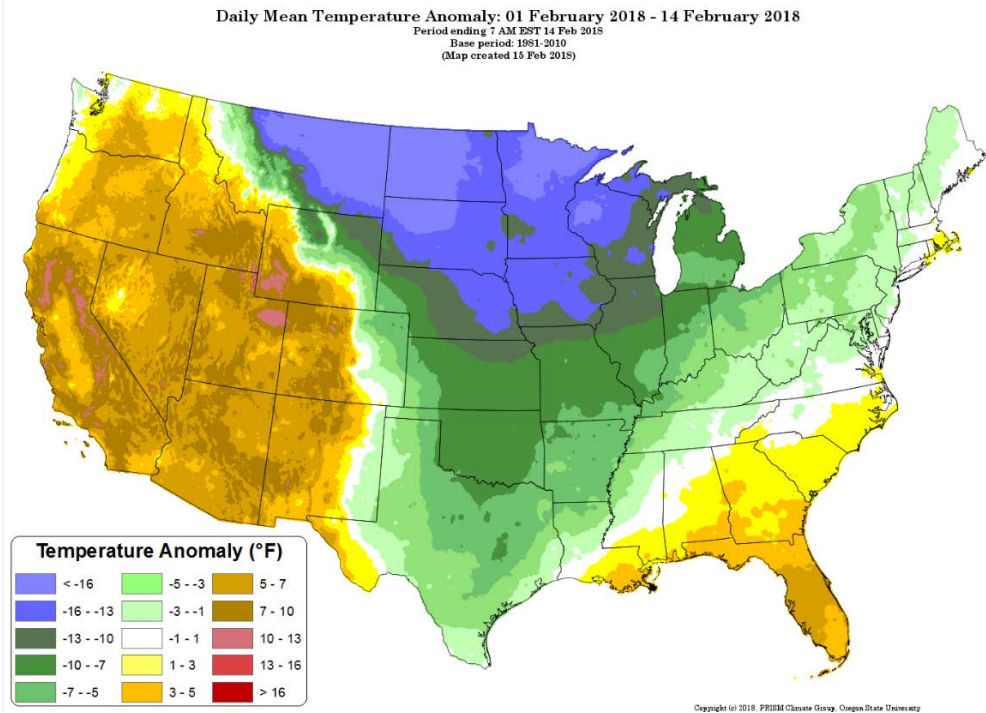 Daily Mean Temperature Anomaly: 01 February 2018 - 14 February 2018
Period ending 7 AM EST 14 Feb 2018
Base period: 1981-2010
(Map created 15 Feb 2018)
Temperature Anomaly (°F)
< -16
-16 - -13
-13 - -10
-10 - -7
-7 - -5
-5 - -3
-3 - -1
-1 - 1
1 - 3
3 - 5
5 - 7
7 - 10
10 - 13
13 - 16
> 16
Copyright (c) 2018, PRISM Climate Group, Oregon State University